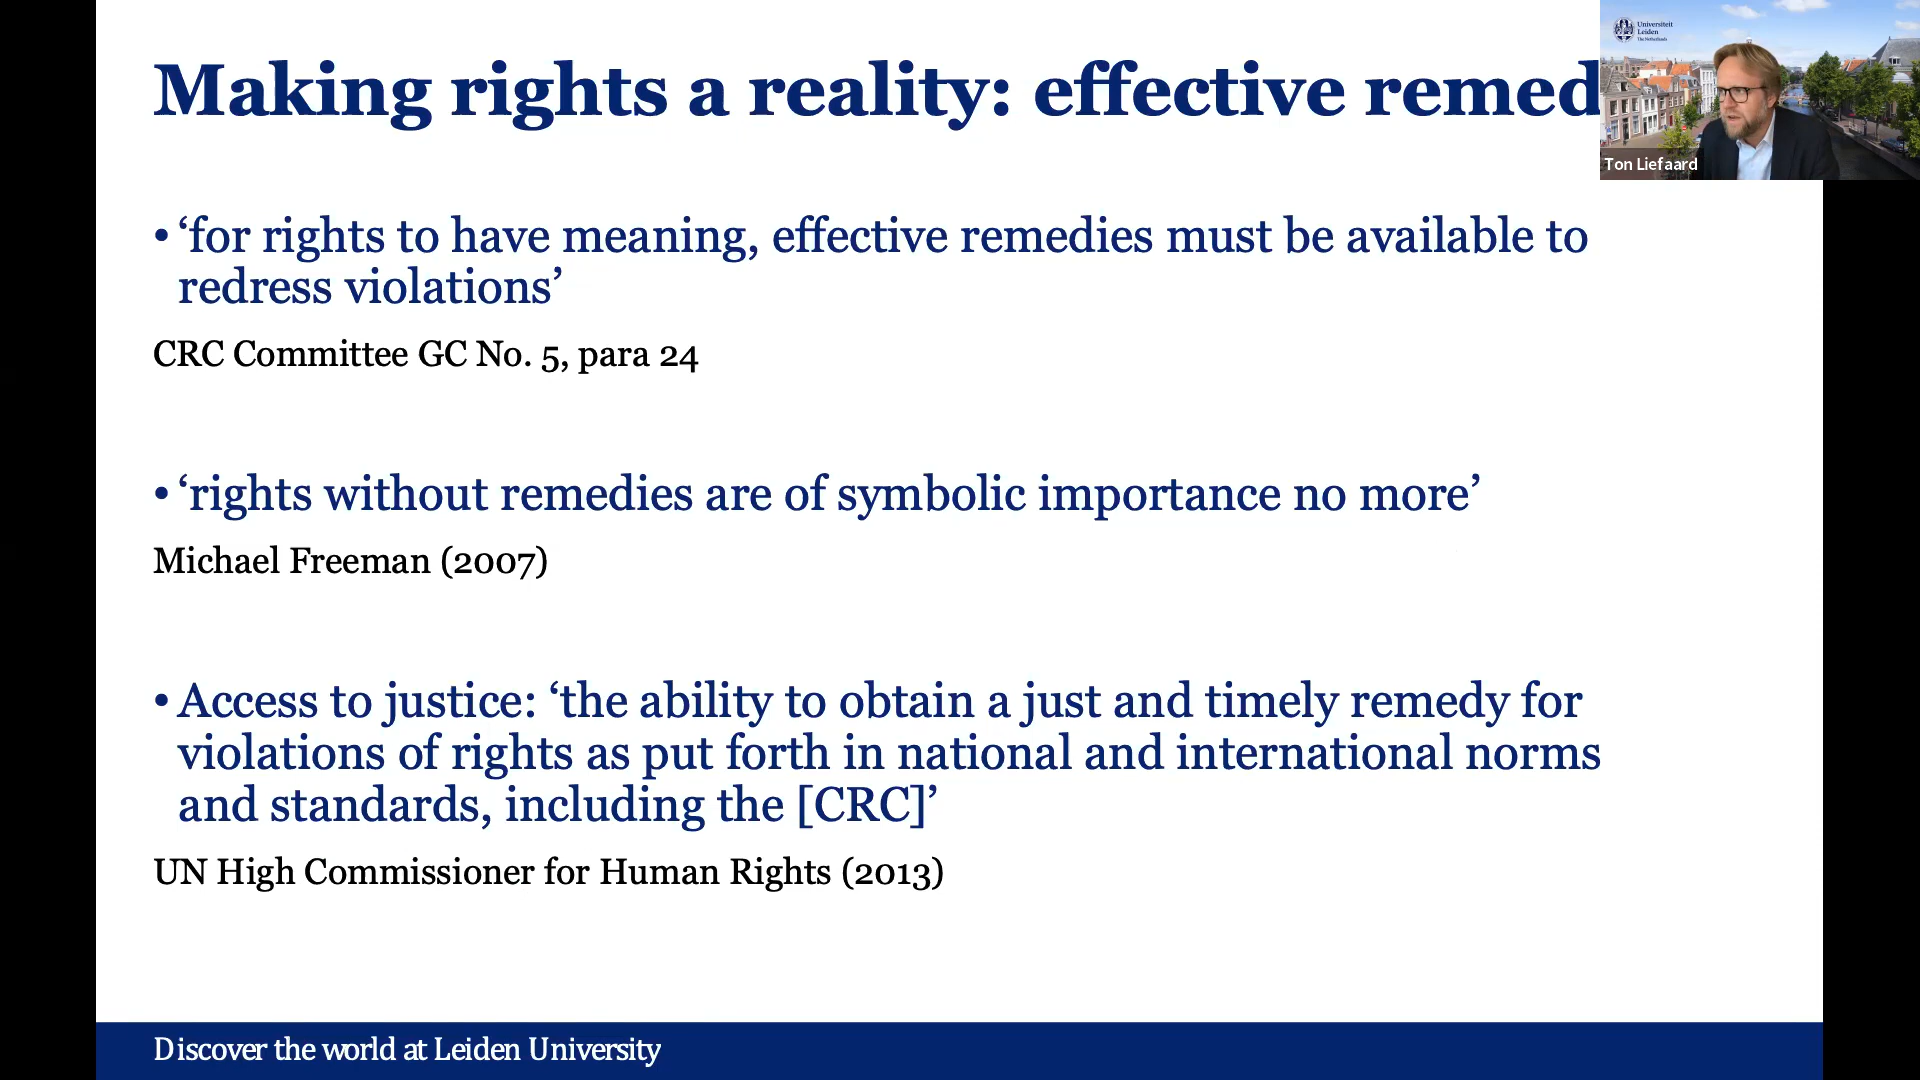 Making rights a reality: effective remed
Universiteit
Leiden
The Netherlands
Ton Liefaard
• ‘for rights to have meaning, effective remedies must be available to
redress violations’
CRC Committee GC No. 5, para 24
• ‘rights without remedies are of symbolic importance no more’
Michael Freeman (2007)
• Access to justice: ‘the ability to obtain a just and timely remedy for
violations of rights as put forth in national and international norms
and standards, including the [CRC]’
UN High Commissioner for Human Rights (2013)
Discover the world at Leiden University